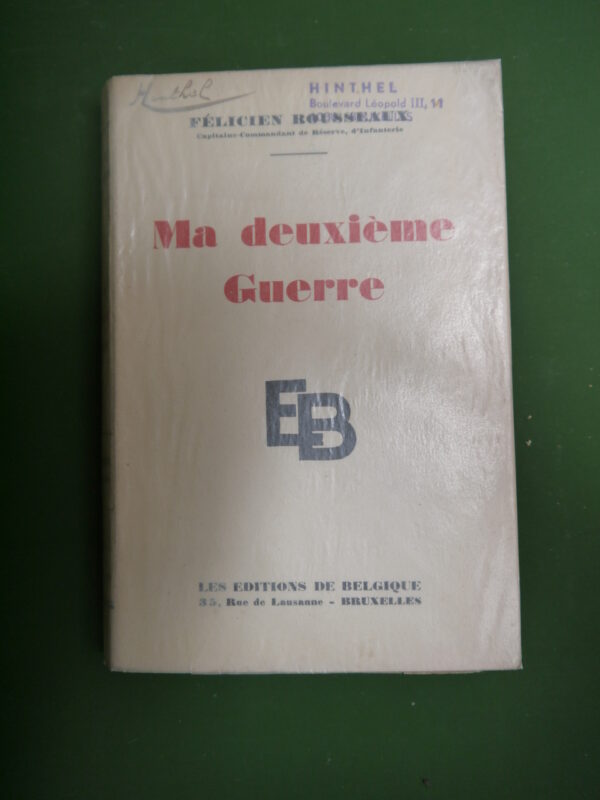 Hinthel
HINTHEL
Boulevard Léopold III, 11
FÉLICIEN ROUSSEAUX
Capitaine-Commandant de Réserve, d'Infanterie
Ma deuxième
Guerre
EB
LES EDITIONS DE BELGIQUE
35, Rue de Lausanne - BRUXELLES